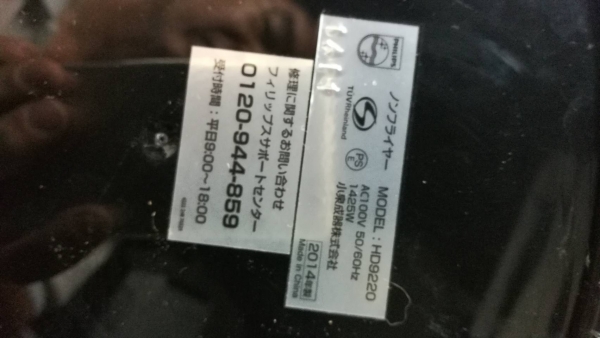 PHILIPS
ノンフライヤー MODEL : HD9220
TÜVRheinland
PS
E
AC100V 50/60Hz
1425W
小泉成器株式会社
2014年製
Made in China
修理に関するお問い合わせ
フィリップスサポートセンター
0120-944-859
受付時間：平日9:00〜18:00